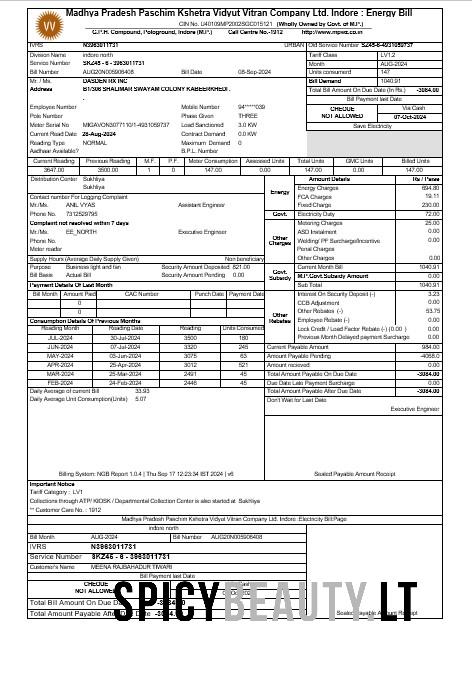 Madhya Pradesh Paschim Kshetra Vidyut Vitran Company Ltd. Indore : Energy Bill
CIN No. U40109MP2002SGC015121 (Wholly Owned by Govt. of M.P.)
G.P.H. Compound, Pologround, Indore (M.P.) Call Centre No.-1912 http://www.mpwz.co.in
IVRS N3963011731 URBAN Old Service Number SZ46-6-4931059737
Division Name indore north Tariff Category LV1.2
Service Number SKZ46 - 6 - 3963011731 Month AUG-2024
Bill Number AUG20N005906408 Bill Date 08-Sep-2024 Units consumed 147
Mr. / Ms. DASDEN RX INC Bill Demand 1040.91
Address B1/306 SHALIMAR SWAYAM COLONY KABEERKHEDI . Total Bill Amount On Due Date (In Rs.) -3084.00
Bill Payment last Date
Employee Number Mobile Number 94****039 CHEQUE NOT ALLOWED Via Cash
Pole Number Phase Given THREE 07-Oct-2024
Meter Serial No MIGAVON3077110/1-4931059737 Load Sanctioned 3.0 KW Save Electricity
Current Read Date 28-Aug-2024 Contract Demand 0.0 KW
Reading Type NORMAL Maximum Demand 0
Aadhaar Available? B.P.L. Number
Current Reading Previous Reading M.F. P.F. Meter Consumption Assessed Units Total Units GMC Units Billed Units
3647.00 3500.00 1 0 147.00 0.00 147.00 0.00 147.00
Distribution Center Sukhliya Amount Details Rs / Paise
Sukhliya Energy Energy Charges 694.80
Contact number For Logging Complaint FCA Charges 19.11
Mr./Ms. ANIL VYAS Assistant Engineer Fixed Charge 230.00
Phone No. 7312529795 Govt. Electricity Duty 72.00
Complaint not resolved within 7 days Other Charges Metering Charges 25.00
Mr./Ms. EE_NORTH Executive Engineer ASD Instalment 0.00
Phone No. Welding/ PF Surcharge/Incentive 0.00
Meter reader Penal Charges
Supply Hours (Average Daily Supply Given) Non beneficiary Other Charges 0.00
Purpose Business light and fan Security Amount Deposited 821.00 Govt. Subsidy Current Month Bill 1040.91
Bill Basis Actual Bill Security Amount Pending 0.00 M.P.Govt.Subsidy Amount 0.00
Payment Details Of Last Month Sub Total 1040.91
Bill Month Amount Paid CAC Number Punch Date Payment Date Other Rebates Interest On Security Deposit (-) 3.23
0 CCB Adjustment 0.00
0 Other Rebates (-) 53.75
Consumption Details Of Previous Months Employee Rebate (-) 0.00
Reading Month Reading Date Reading Units Consumed Lock Credit / Load Factor Rebate (-) (0.00 ) 0.00
JUL-2024 30-Jul-2024 3500 180 Previous Month Delayed payment Surcharge 0.00
JUN-2024 07-Jul-2024 3320 245 Current Payable Amount 984.00
MAY-2024 03-Jun-2024 3075 63 Amount Payable Pending -4068.0
APR-2024 25-Apr-2024 3012 521 Amount recieved 0.00
MAR-2024 25-Mar-2024 2491 45 Total Amount Payable On Due Date -3084.00
FEB-2024 24-Feb-2024 2446 45 Due Date Late Payment Surcharge 0.00
Daily Average of current Bill 33.93 Total Amount Payable After Due Date -3084.00
Daily Average Unit Consumption(Units) 5.07 Don't Wait for Last Date
Executive Engineer
Billing System: NGB Report 1.0.4 | Thu Sep 17 12:23:34 IST 2024 | v6 Sealed Payable Amount Receipt
Important Notice
Tariff Category : LV1
Collections through ATP/ KIOSK / Departmental Collection Center is also started at Sukhliya
** Customer Care No. : 1912
Madhya Pradesh Paschim Kshetra Vidyut Vitran Company Ltd. Indore :Electricity Bill Page
indore north
Bill Month AUG-2024 Bill Number AUG20N005906408
IVRS N3963011731
Service Number SKZ46 - 6 - 3963011731
Customer's Name MEENA RAJBAHADUR TIWARI
Bill Payment last Date
CHEQUE NOT ALLOWED
Total Bill Amount On Due
Total Amount Payable After Due Date
Sealed Payable Amount Receipt
SPICYBEAUTY.LT